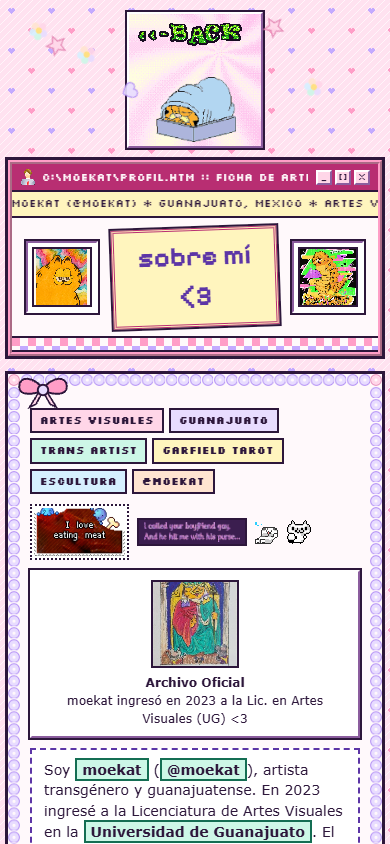 <<-BACK
O:\MOEKAT\PROFIL.HTM :: FICHA DE ARTI
MOEKAT (@MOEKAT) * GUANAJUATO, MEXICO * ARTES V
sobre mí
<3
ARTES VISUALES
GUANAJUATO
TRANS ARTIST
GARFIELD TAROT
ESCULTURA
@MOEKAT
I love
eating meat
I called your boyfriend gay,
And he hit me with his purse...
Archivo Oficial
moekat ingresó en 2023 a la Lic. en Artes
Visuales (UG) <3
Soy moekat (@moekat), artista
transgénero y guanajuatense. En 2023
ingresé a la Licenciatura de Artes Visuales
en la Universidad de Guanajuato. El